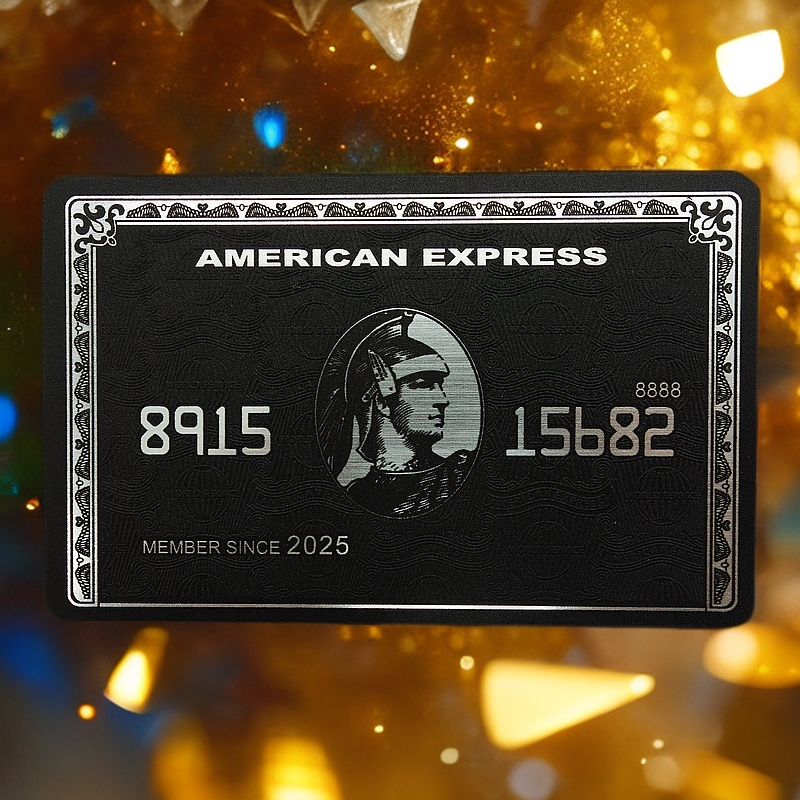 AMERICAN EXPRESS
8888
8915 15682
MEMBER SINCE 2025